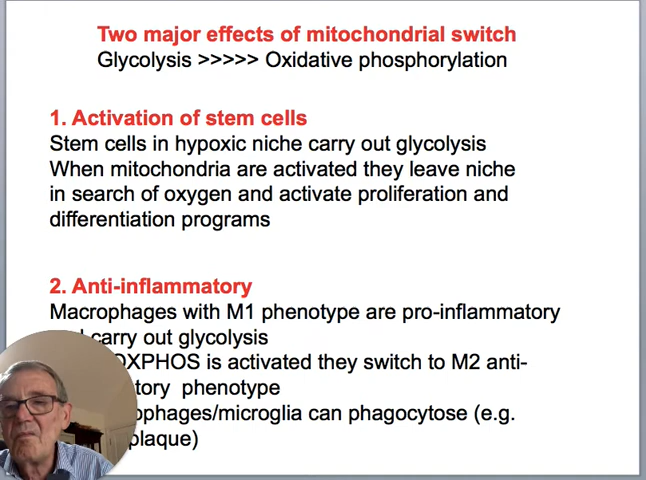 Two major effects of mitochondrial switch
Glycolysis >>>>> Oxidative phosphorylation
1. Activation of stem cells
Stem cells in hypoxic niche carry out glycolysis
When mitochondria are activated they leave niche
in search of oxygen and activate proliferation and
differentiation programs
2. Anti-inflammatory
Macrophages with M1 phenotype are pro-inflammatory
carry out glycolysis
OXPHOS is activated they switch to M2 anti-
phenotype
can phagocytose (e.g.
plaque)